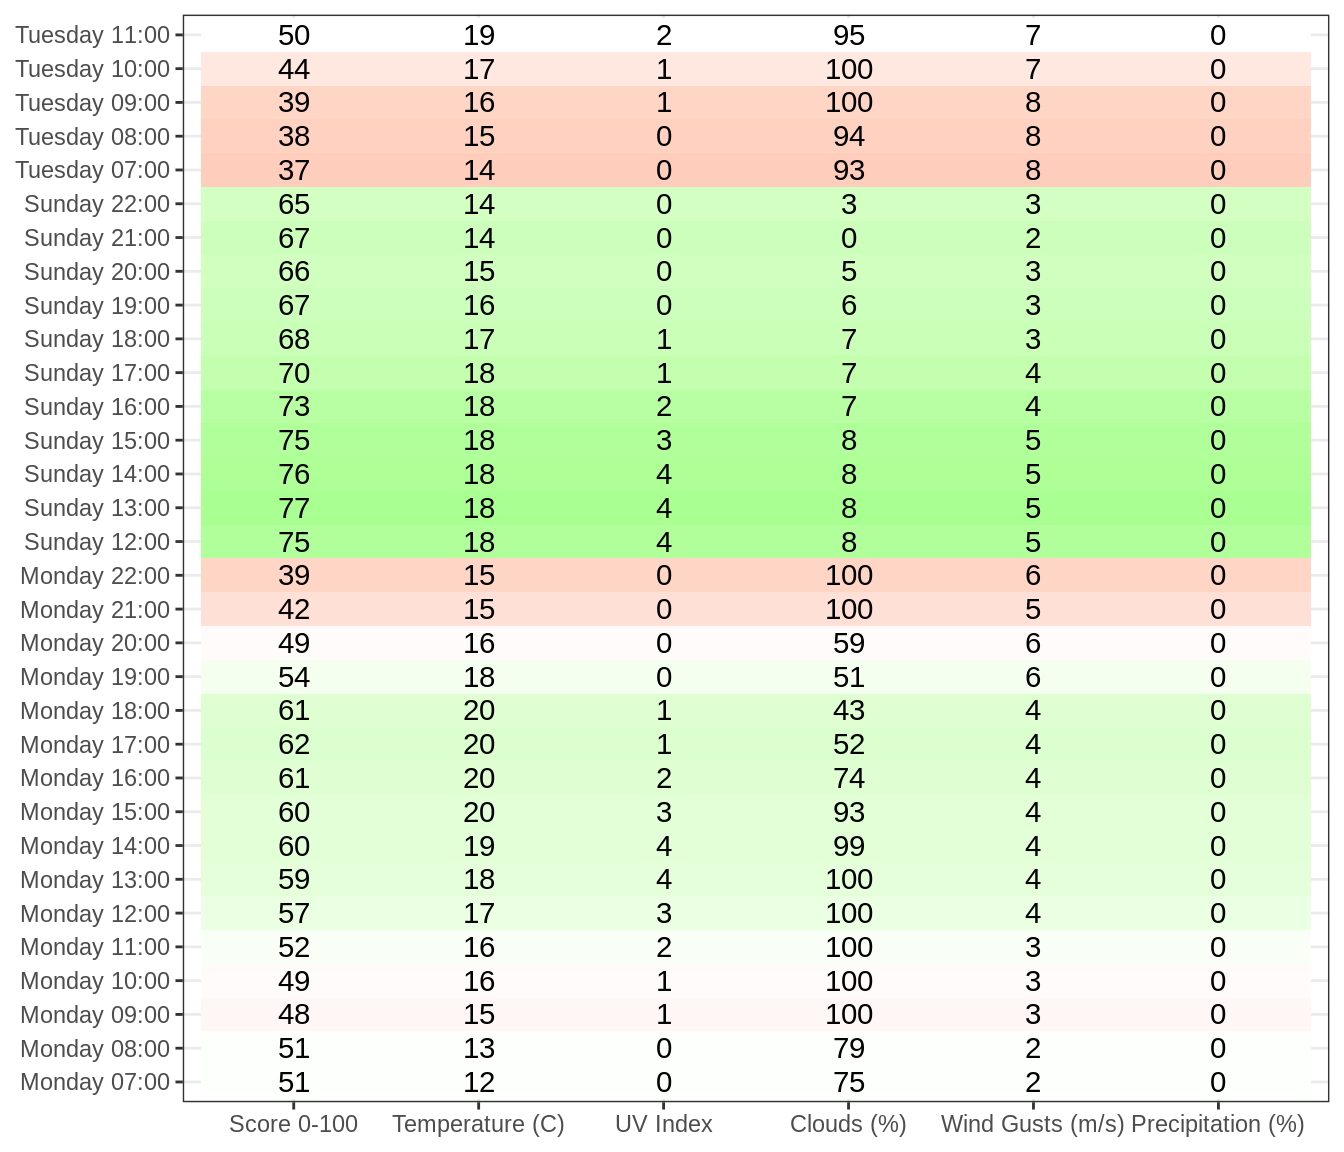 Tuesday 11:00 50 19 2 95 7 0
Tuesday 10:00 44 17 1 100 7 0
Tuesday 09:00 39 16 1 100 8 0
Tuesday 08:00 38 15 0 94 8 0
Tuesday 07:00 37 14 0 93 8 0
Sunday 22:00 65 14 0 3 3 0
Sunday 21:00 67 14 0 0 2 0
Sunday 20:00 66 15 0 5 3 0
Sunday 19:00 67 16 0 6 3 0
Sunday 18:00 68 17 1 7 3 0
Sunday 17:00 70 18 1 7 4 0
Sunday 16:00 73 18 2 7 4 0
Sunday 15:00 75 18 3 8 5 0
Sunday 14:00 76 18 4 8 5 0
Sunday 13:00 77 18 4 8 5 0
Sunday 12:00 75 18 4 8 5 0
Monday 22:00 39 15 0 100 6 0
Monday 21:00 42 15 0 100 5 0
Monday 20:00 49 16 0 59 6 0
Monday 19:00 54 18 0 51 6 0
Monday 18:00 61 20 1 43 4 0
Monday 17:00 62 20 1 52 4 0
Monday 16:00 61 20 2 74 4 0
Monday 15:00 60 20 3 93 4 0
Monday 14:00 60 19 4 99 4 0
Monday 13:00 59 18 4 100 4 0
Monday 12:00 57 17 3 100 4 0
Monday 11:00 52 16 2 100 3 0
Monday 10:00 49 16 1 100 3 0
Monday 09:00 48 15 1 100 3 0
Monday 08:00 51 13 0 79 2 0
Monday 07:00 51 12 0 75 2 0
Score 0-100 Temperature (C) UV Index Clouds (%) Wind Gusts (m/s) Precipitation (%)